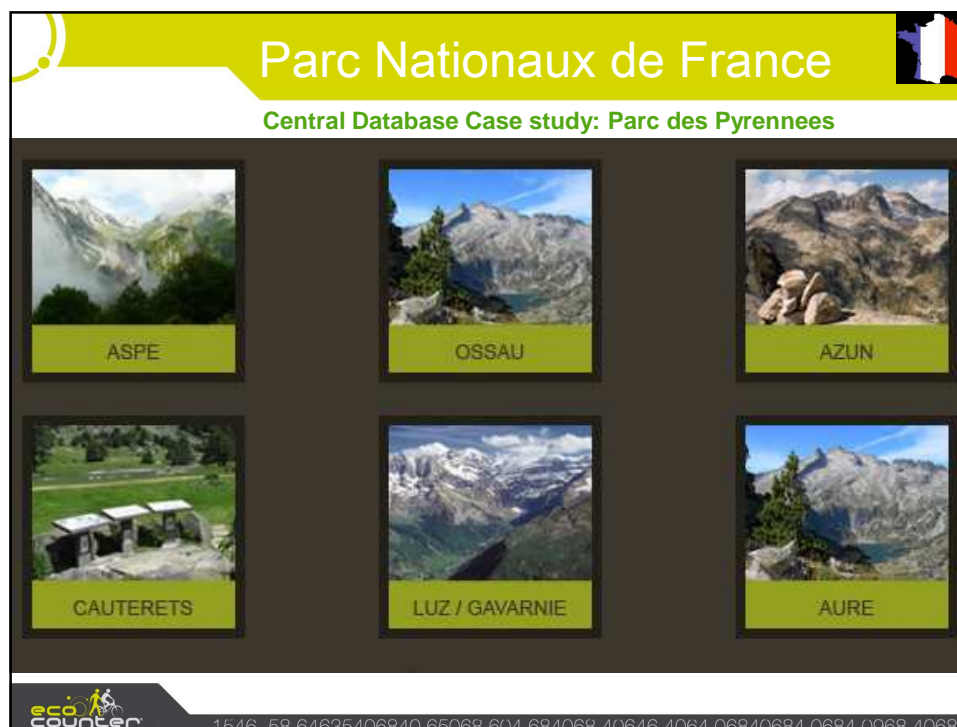 Parc Nationaux de France
Central Database Case study: Parc des Pyrennees
ASPE
OSSAU
AZUN
CAUTERETS
LUZ / GAVARNIE
AURE
eco
counter